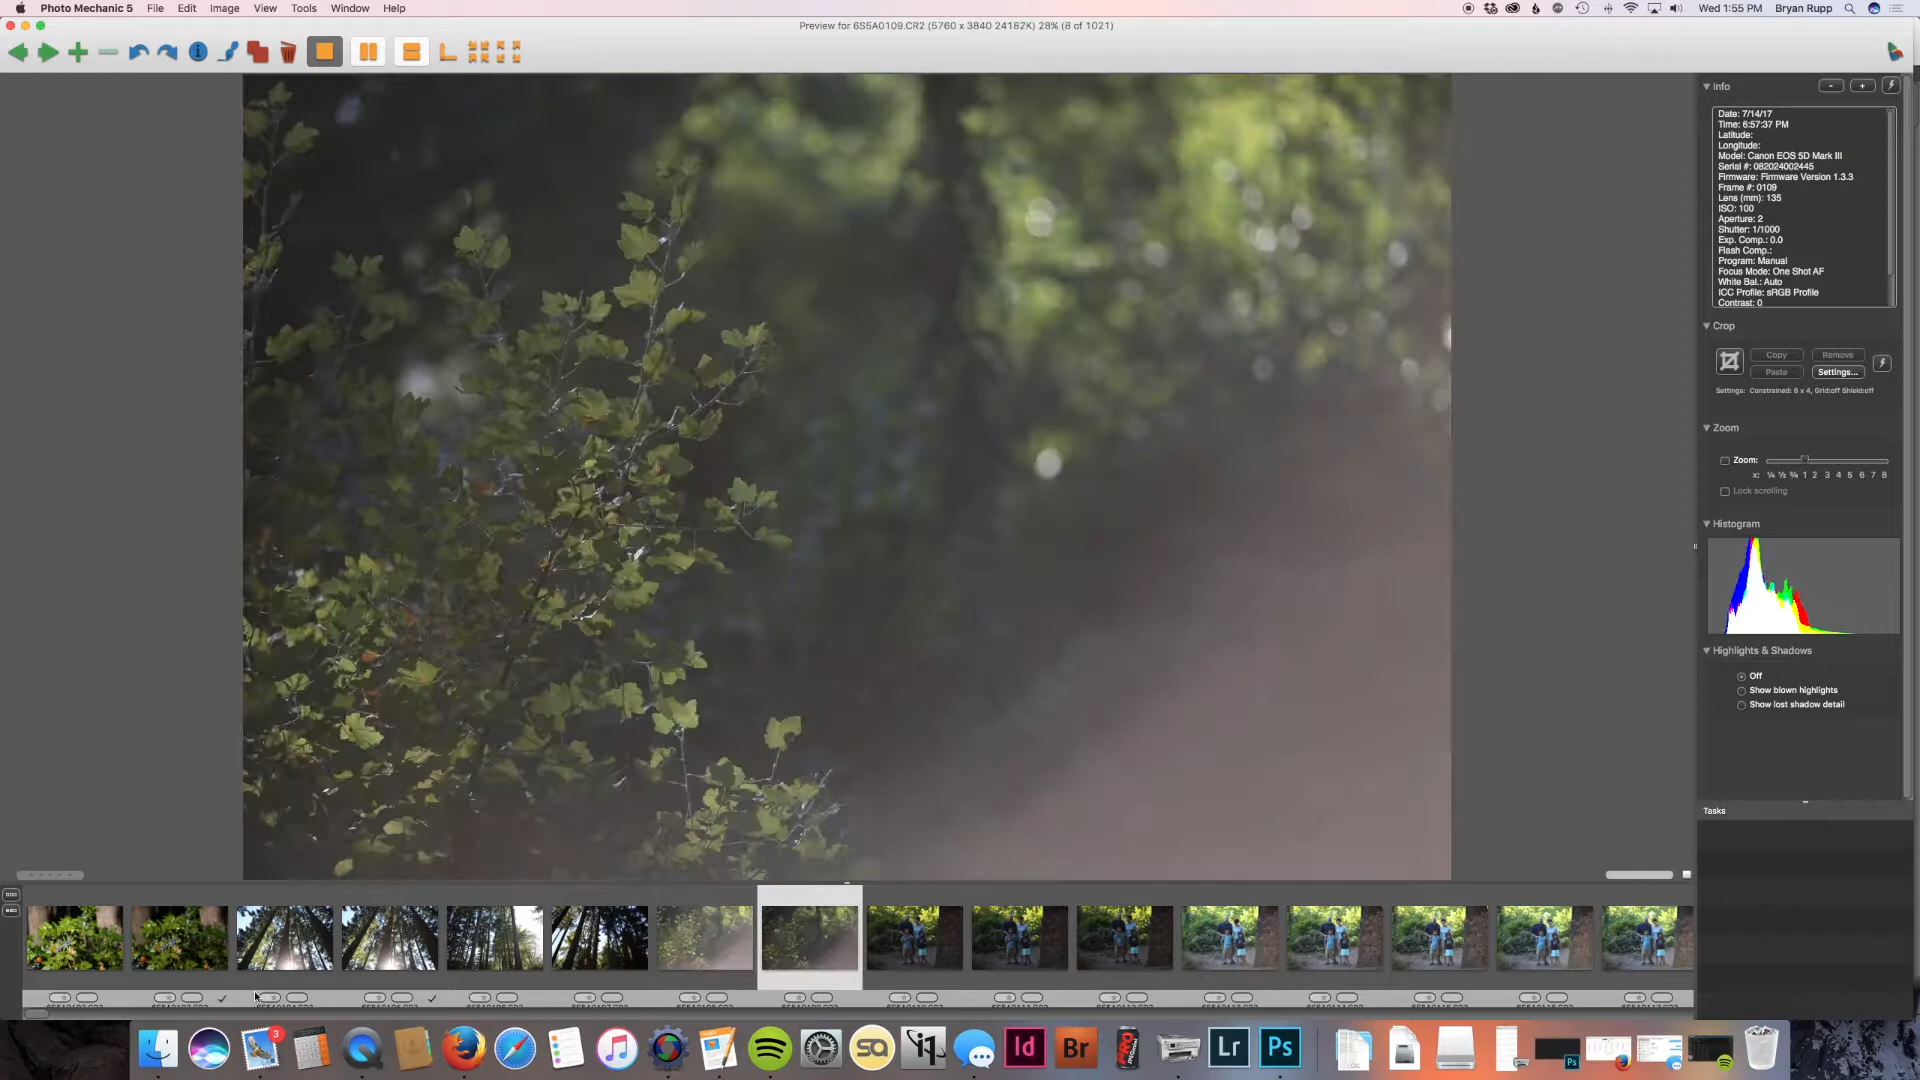 Photo Mechanic 5 File Edit Image View Tools Window Help
Wed 1:55 PM Bryan Rupp
Preview for 6S5A0109.CR2 (5760 x 3840 24182K) 28% (8 of 1021)
Info
- +
Date: 7/14/17
Time: 6:57:37 PM
Latitude:
Longitude:
Model: Canon EOS 5D Mark III
Serial #: 082024002445
Firmware: Firmware Version 1.3.3
Frame #: 0109
Lens (mm): 135
ISO: 100
Aperture: 2
Shutter: 1/1000
Exp. Comp.: 0.0
Flash Comp.:
Program: Manual
Focus Mode: One Shot AF
White Bal.: Auto
ICC Profile: sRGB Profile
Contrast: 0
Crop
Copy Remove
Paste Settings...
Settings: Constrained: 6 x 4, Grid:off Shield:off
Zoom
Zoom:
x: ¼ ½ ¾ 1 2 3 4 5 6 7 8
Lock scrolling
Histogram
Highlights & Shadows
Off
Show blown highlights
Show lost shadow detail
Tasks
3
SQ
Id
Br
PRO
Lr
Ps
LOG
Ps